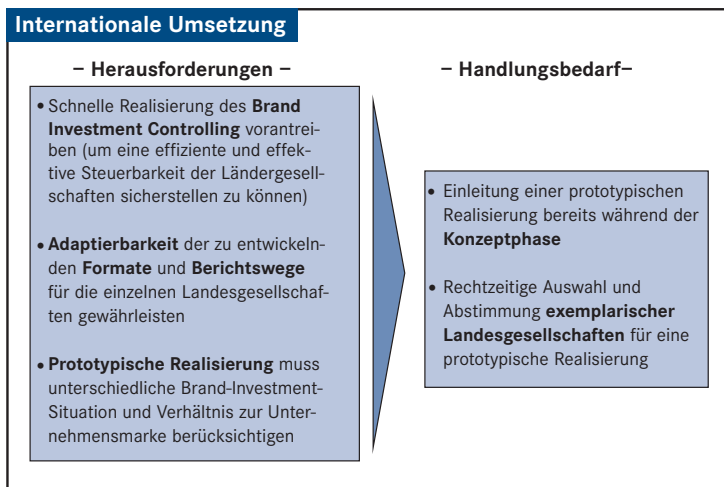 Internationale Umsetzung
– Herausforderungen –
• Schnelle Realisierung des Brand
Investment Controlling vorantrei-
ben (um eine effiziente und effek-
tive Steuerbarkeit der Ländergesell-
schaften sicherstellen zu können)
• Adaptierbarkeit der zu entwickeln-
den Formate und Berichtswege
für die einzelnen Landesgesellschaf-
ten gewährleisten
• Prototypische Realisierung muss
unterschiedliche Brand-Investment-
Situation und Verhältnis zur Unter-
nehmensmarke berücksichtigen
– Handlungsbedarf–
• Einleitung einer prototypischen
Realisierung bereits während der
Konzeptphase
• Rechtzeitige Auswahl und
Abstimmung exemplarischer
Landesgesellschaften für eine
prototypische Realisierung